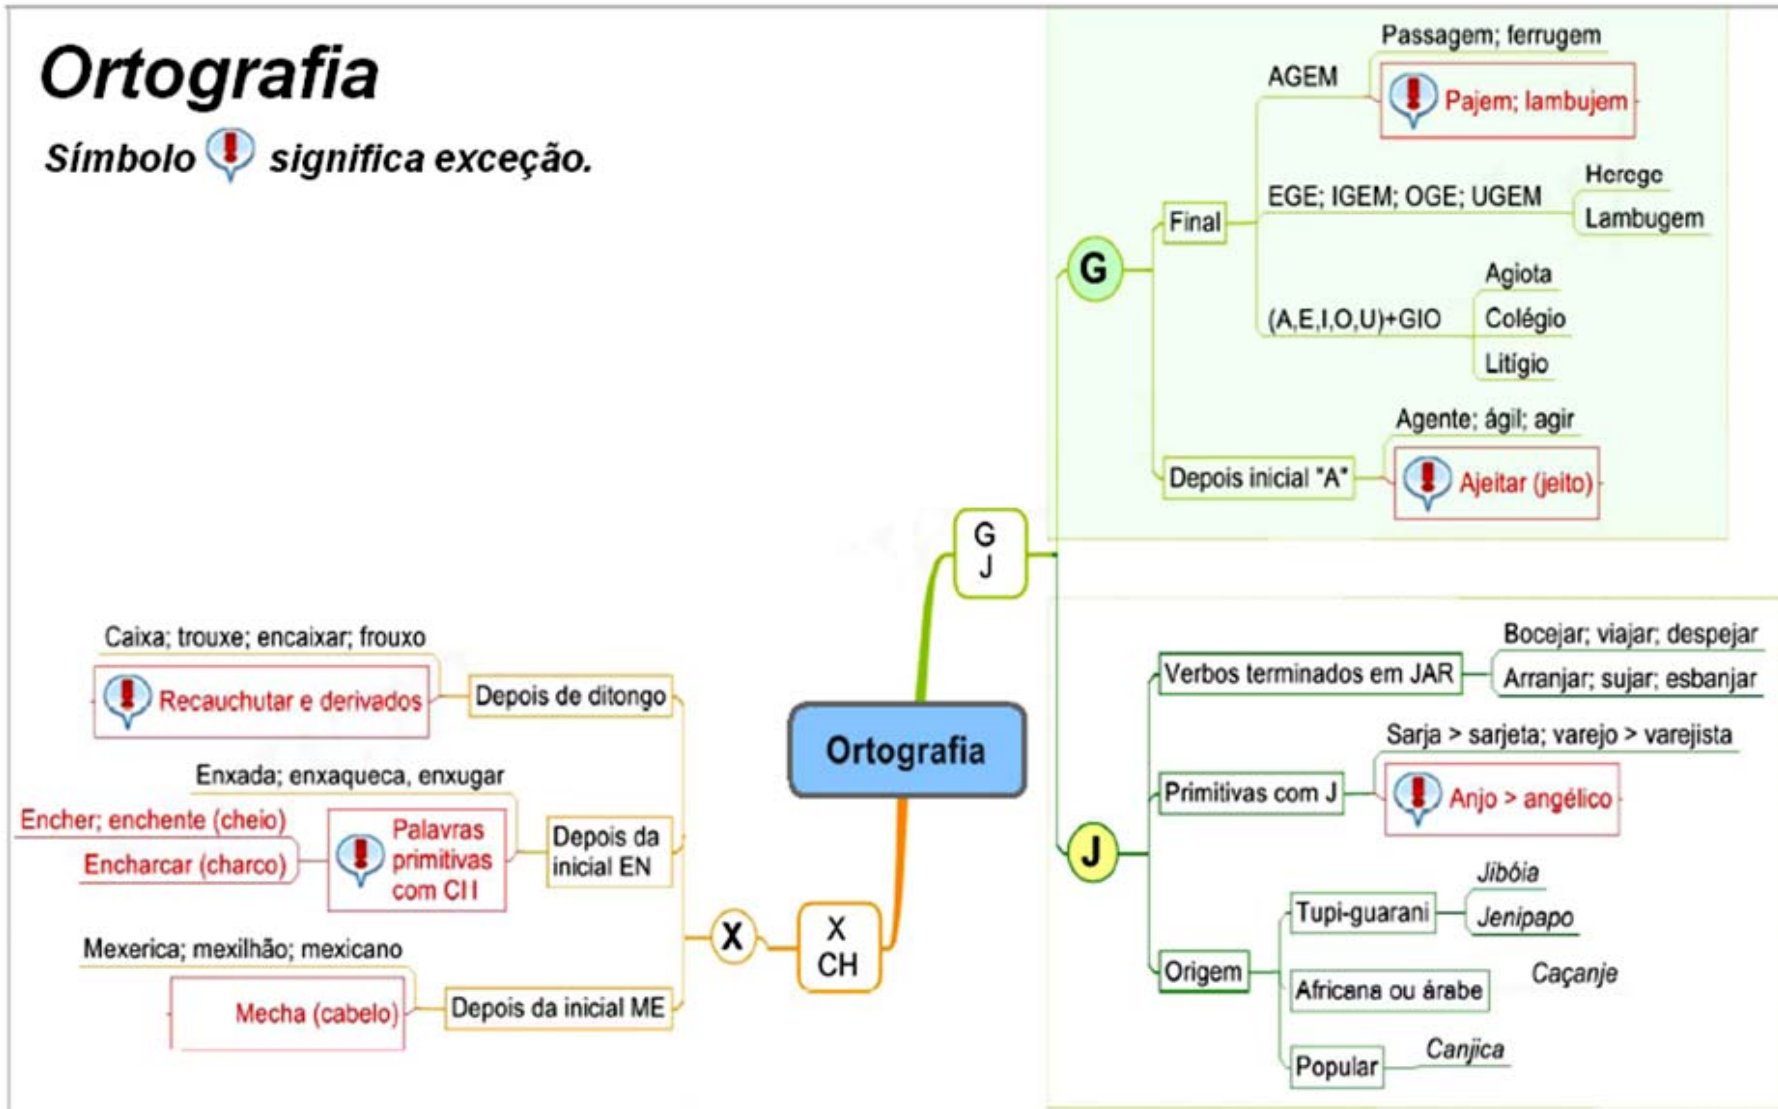 Ortografia
Símbolo significa exceção.
Passagem; ferrugem
AGEM
Pajem; lambujem
EGE; IGEM; OGE; UGEM
Herege
Lambugem
Final
G
(A,E,I,O,U)+GIO
Agiota
Colégio
Litígio
Agente; ágil; agir
Depois inicial "A"
Ajeitar (jeito)
G
J
Ortografia
Verbos terminados em JAR
Bocejar; viajar; despejar
Arranjar; sujar; esbanjar
Sarja > sarjeta; varejo > varejista
Primitivas com J
Anjo > angélico
J
Origem
Tupi-guarani
Jibóia
Jenipapo
Africana ou árabe
Caçanje
Popular
Canjica
Caixa; trouxe; encaixar; frouxo
Recauchutar e derivados
Depois de ditongo
Enxada; enxaqueca, enxugar
Encher; enchente (cheio)
Encharcar (charco)
Palavras
primitivas
com CH
Depois da
inicial EN
X
X
CH
Mexerica; mexilhão; mexicano
Mecha (cabelo)
Depois da inicial ME